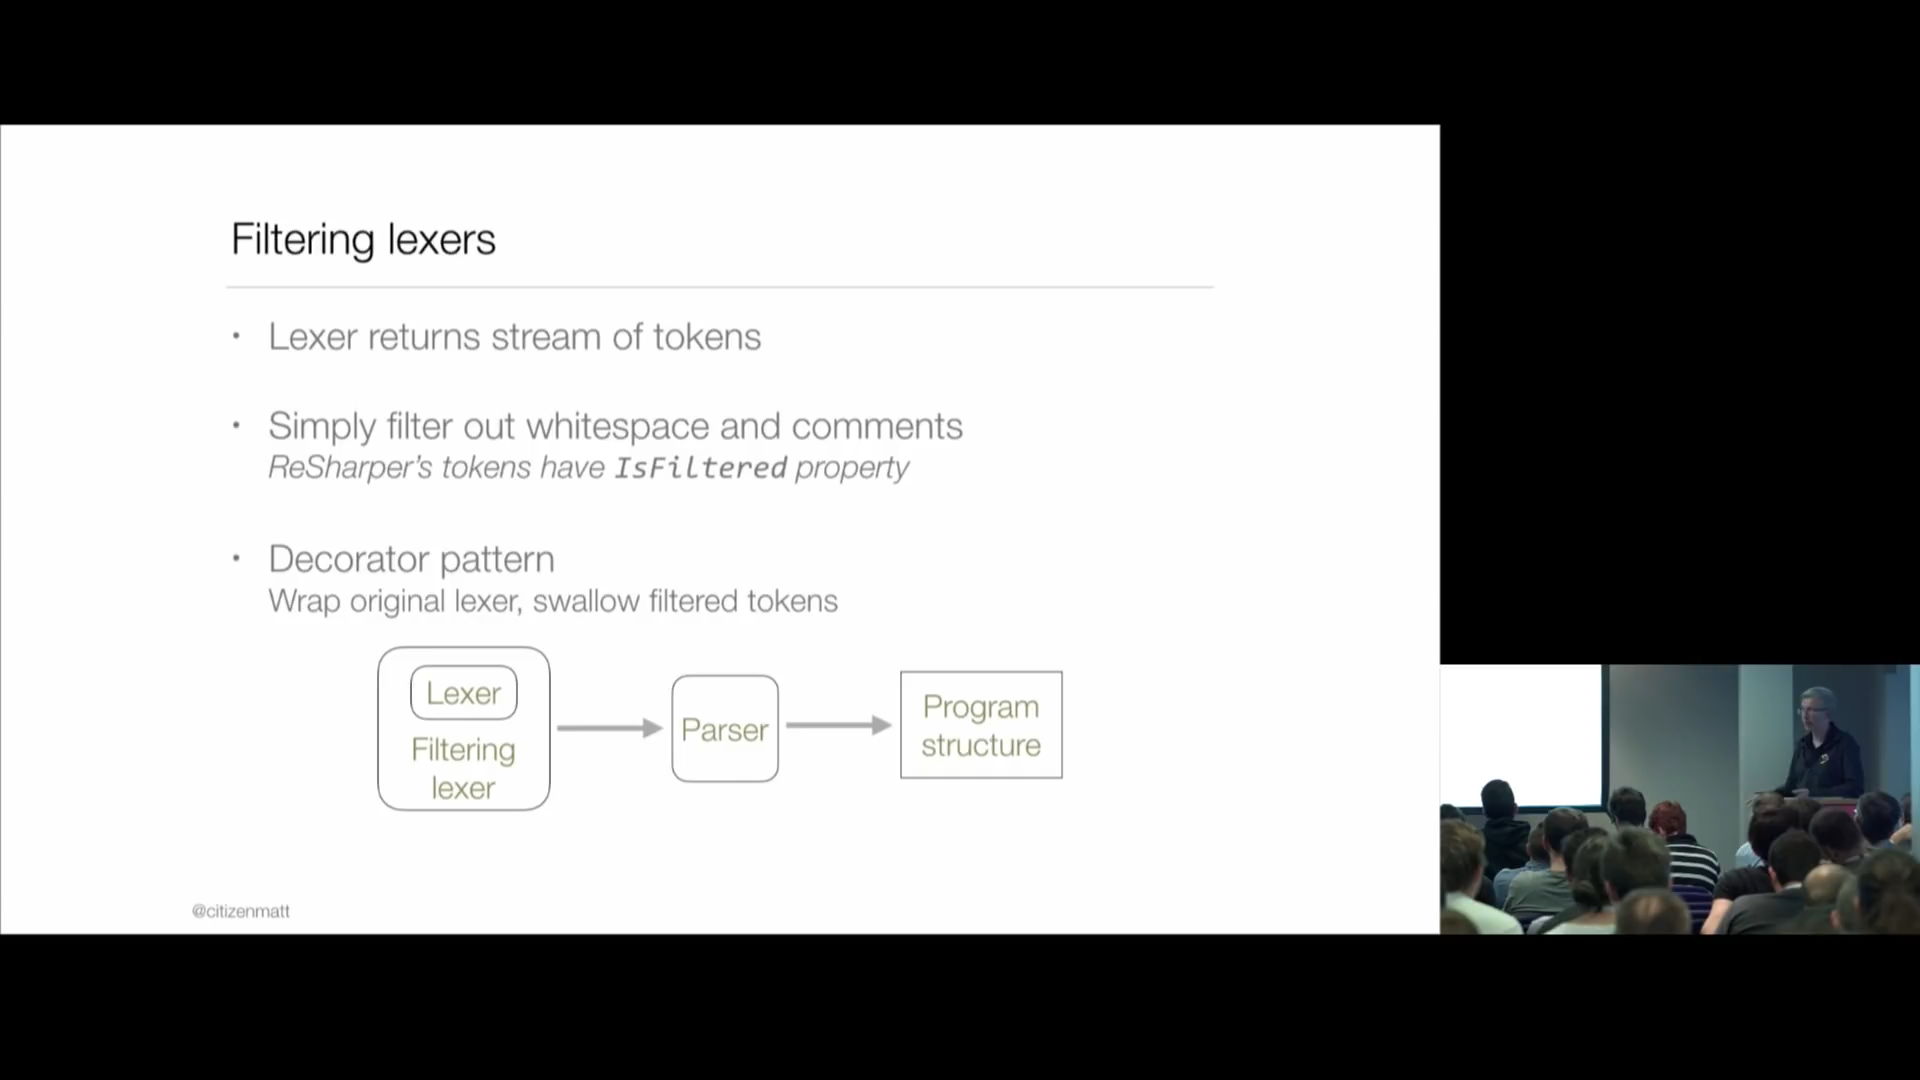 Filtering lexers
• Lexer returns stream of tokens
• Simply filter out whitespace and comments
ReSharper's tokens have IsFiltered property
• Decorator pattern
Wrap original lexer, swallow filtered tokens
Lexer
Filtering
lexer
Parser
Program
structure
@citizenmatt